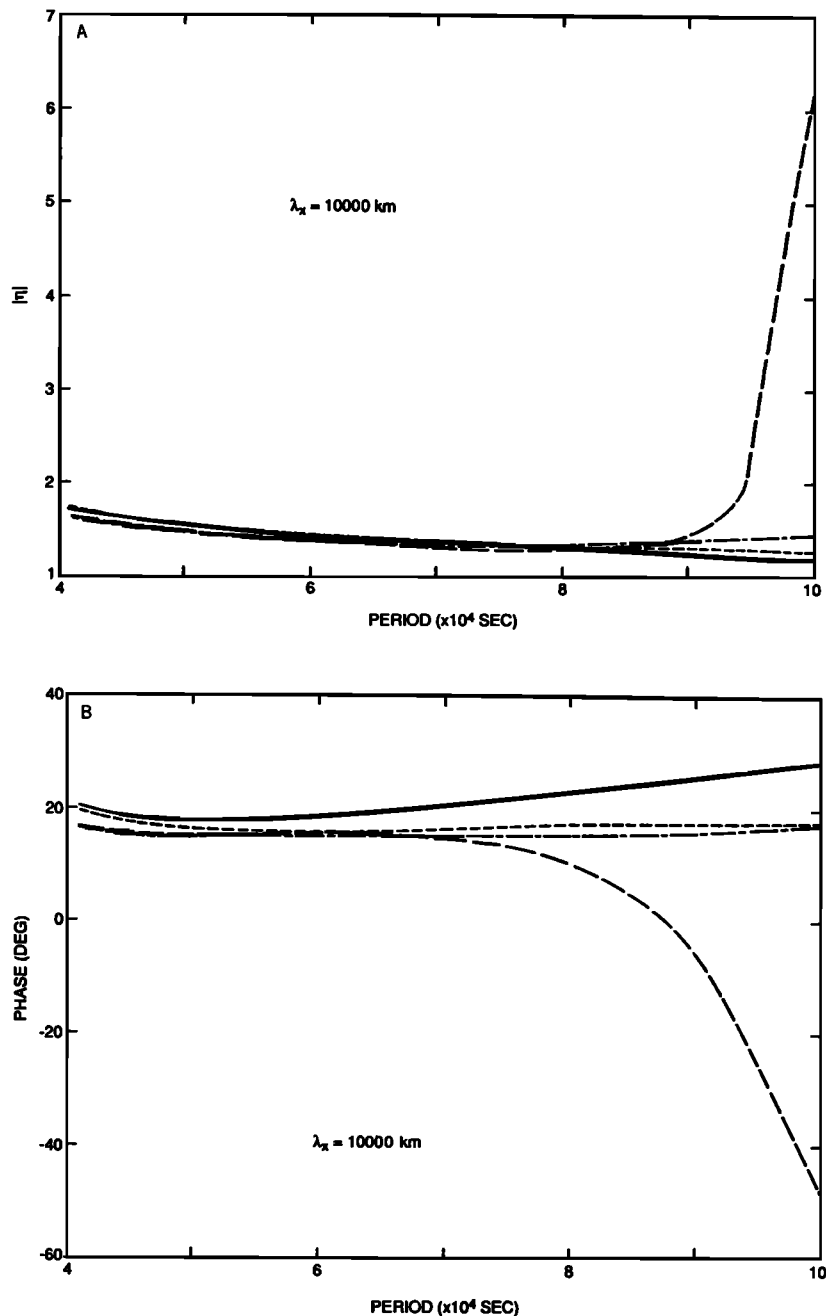 A
7
6
5
4
3
2
1
|η|
λₓ = 10000 km
4
6
8
10
PERIOD (x10⁴ SEC)
B
40
20
0
-20
-40
-60
PHASE (DEG)
λₓ = 10000 km
4
6
8
10
PERIOD (x10⁴ SEC)